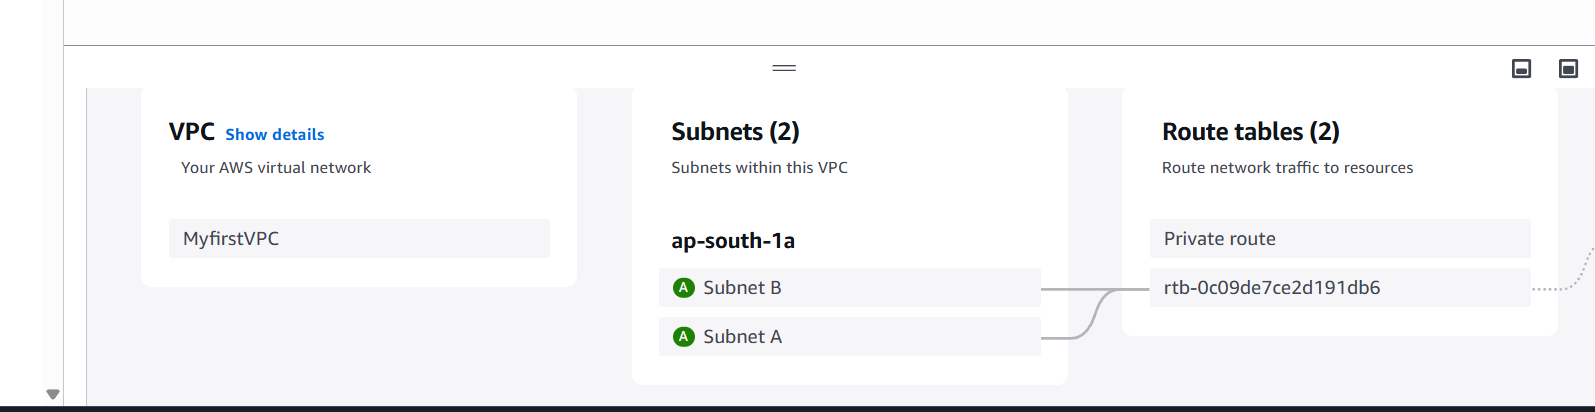 VPC Show details
Your AWS virtual network
MyfirstVPC
Subnets (2)
Subnets within this VPC
ap-south-1a
A Subnet B
A Subnet A
Route tables (2)
Route network traffic to resources
Private route
rtb-0c09de7ce2d191db6